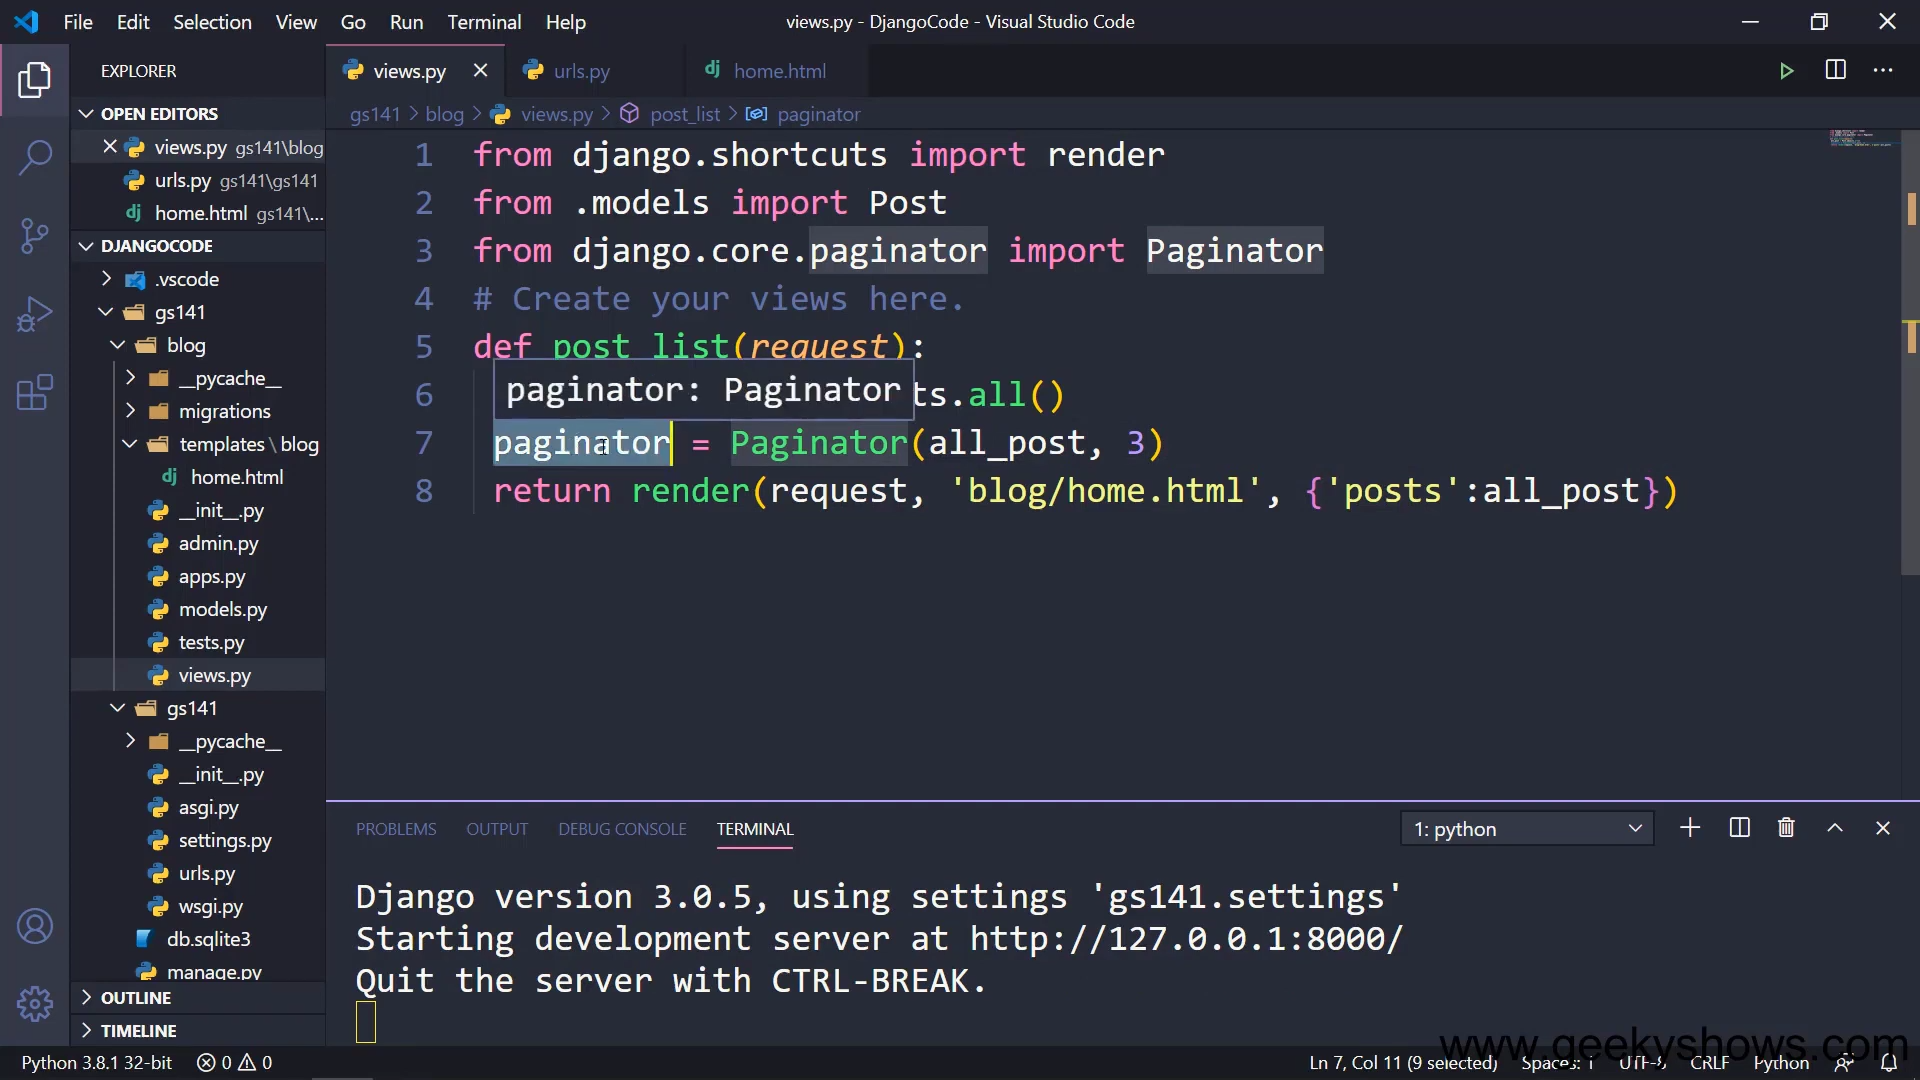 File Edit Selection View Go Run Terminal Help
views.py - DjangoCode - Visual Studio Code
EXPLORER
OPEN EDITORS
views.py gs141\blog
urls.py gs141\gs141
home.html gs141\...
DJANGOCODE
.vscode
gs141
blog
__pycache__
migrations
templates \ blog
home.html
__init__.py
admin.py
apps.py
models.py
tests.py
views.py
gs141
__pycache__
__init__.py
asgi.py
settings.py
urls.py
wsgi.py
db.sqlite3
manage.py
OUTLINE
TIMELINE
views.py urls.py home.html
gs141 > blog > views.py > post_list > paginator
1 from django.shortcuts import render
2 from .models import Post
3 from django.core.paginator import Paginator
4 # Create your views here.
5 def post_list(request):
paginator: Paginator
6 ts.all()
7 paginator = Paginator(all_post, 3)
8 return render(request, 'blog/home.html', {'posts':all_post})
PROBLEMS OUTPUT DEBUG CONSOLE TERMINAL
1: python
Django version 3.0.5, using settings 'gs141.settings'
Starting development server at http://127.0.0.1:8000/
Quit the server with CTRL-BREAK.
www.geekyshows.com
Python 3.8.1 32-bit 0 0
Ln 7, Col 11 (9 selected) Spaces: 1 UTF-8 CRLF Python